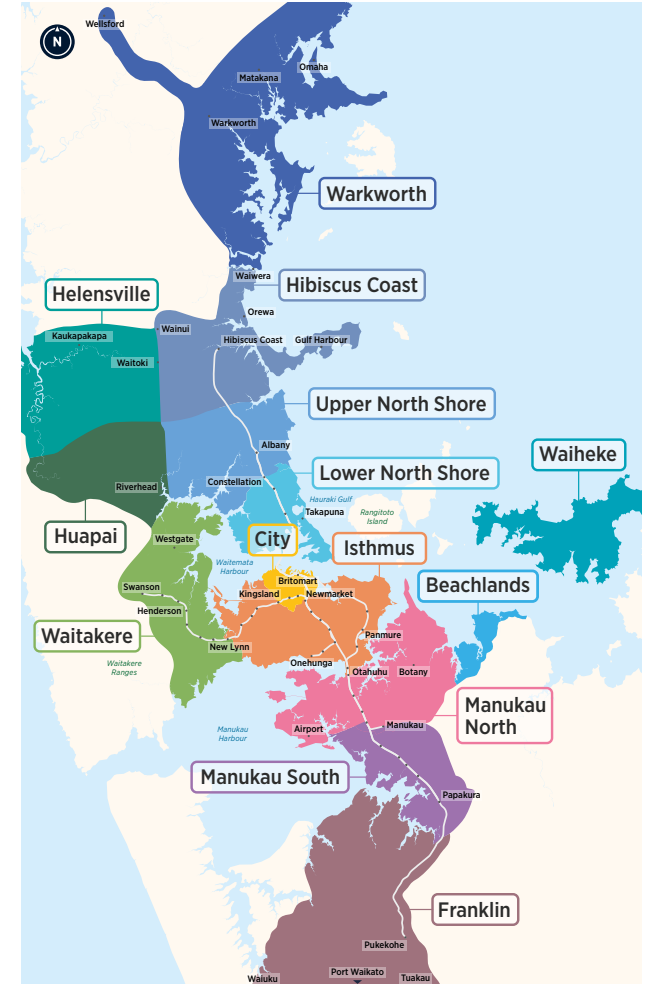 Wellsford
N
Omaha
Matakana
Warkworth
Warkworth
Waiwera
Hibiscus Coast
Helensville
Orewa
Kaukapakapa
Wainui
Hibiscus Coast
Gulf Harbour
Waitoki
Upper North Shore
Albany
Waiheke
Lower North Shore
Constellation
Riverhead
Hauraki Gulf
Takapuna
Rangitoto
Island
Huapai
Westgate
City
Isthmus
Waitemata
Harbour
Britomart
Beachlands
Swanson
Kingsland
Newmarket
Henderson
Waitakere
Panmure
New Lynn
Waitakere
Ranges
Onehunga
Otahuhu
Botany
Manukau
North
Airport
Manukau
Manukau
Harbour
Manukau South
Papakura
Franklin
Pukekohe
Port Waikato
Waiuku
Tuakau